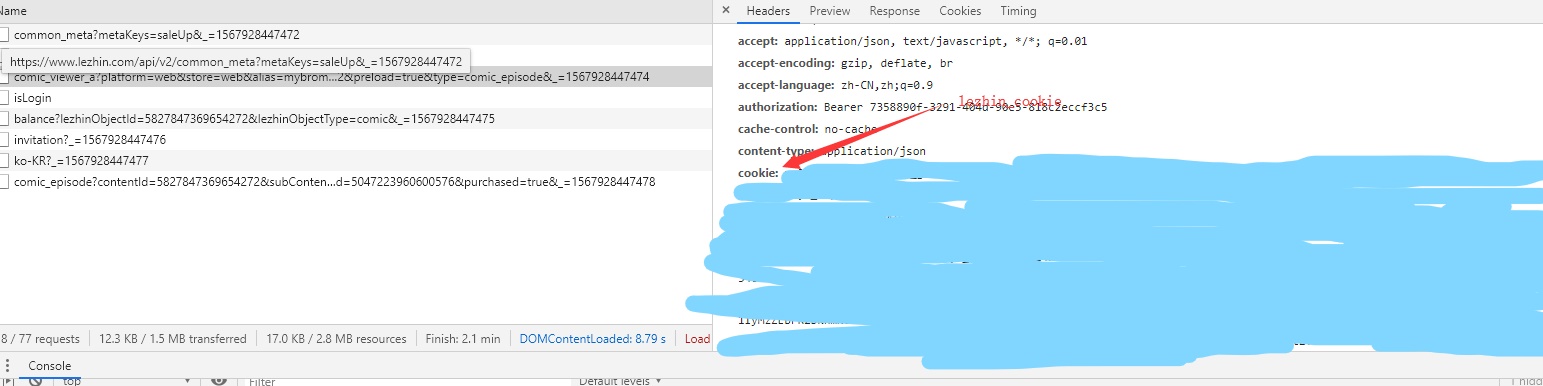 Name
× Headers Preview Response Cookies Timing
common_meta?metaKeys=saleUp&_=1567928447472
https://www.lezhin.com/api/v2/common_meta?metaKeys=saleUp&_=1567928447472
comic_viewer_a?platform=web&store=web&alias=mybrom...2&preload=true&type=comic_episode&_=1567928447474
isLogin
balance?lezhinObjectId=5827847369654272&lezhinObjectType=comic&_=1567928447475
invitation?_=1567928447476
ko-KR?_=1567928447477
comic_episode?contentId=5827847369654272&subConten...d=5047223960600576&purchased=true&_=1567928447478
accept: application/json, text/javascript, */*; q=0.01
accept-encoding: gzip, deflate, br
accept-language: zh-CN,zh;q=0.9
lezhin cookie
authorization: Bearer 7358890f-3291-404d-90e5-818c2eccf3c5
cache-control: no-cache
content-type: application/json
cookie:
8 / 77 requests 12.3 KB / 1.5 MB transferred 17.0 KB / 2.8 MB resources Finish: 2.1 min DOMContentLoaded: 8.79 s Load
Console
top Filter Default levels ▼